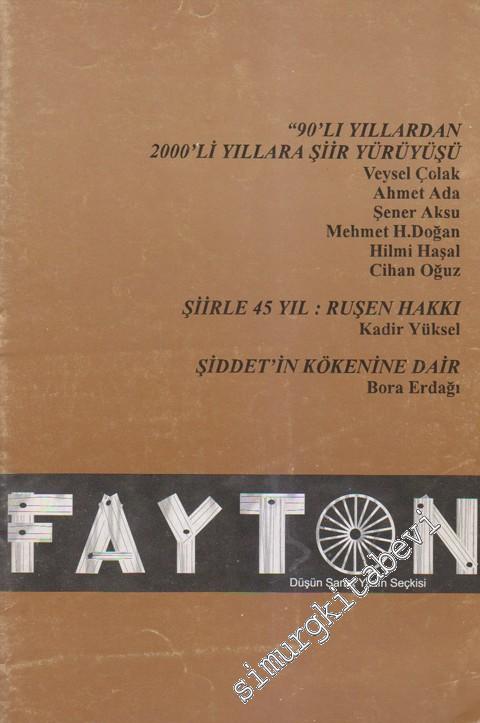 “90’LI YILLARDAN
2000’Lİ YILLARA ŞİİR YÜRÜYÜŞÜ
Veysel Çolak
Ahmet Ada
Şener Aksu
Mehmet H.Doğan
Hilmi Haşal
Cihan Oğuz
ŞİİRLE 45 YIL : RUŞEN HAKKI
Kadir Yüksel
ŞİDDET’İN KÖKENİNE DAİR
Bora Erdağı
FAYTON
Düşün Sanat Yazın Seçkisi
simurgkitabevi